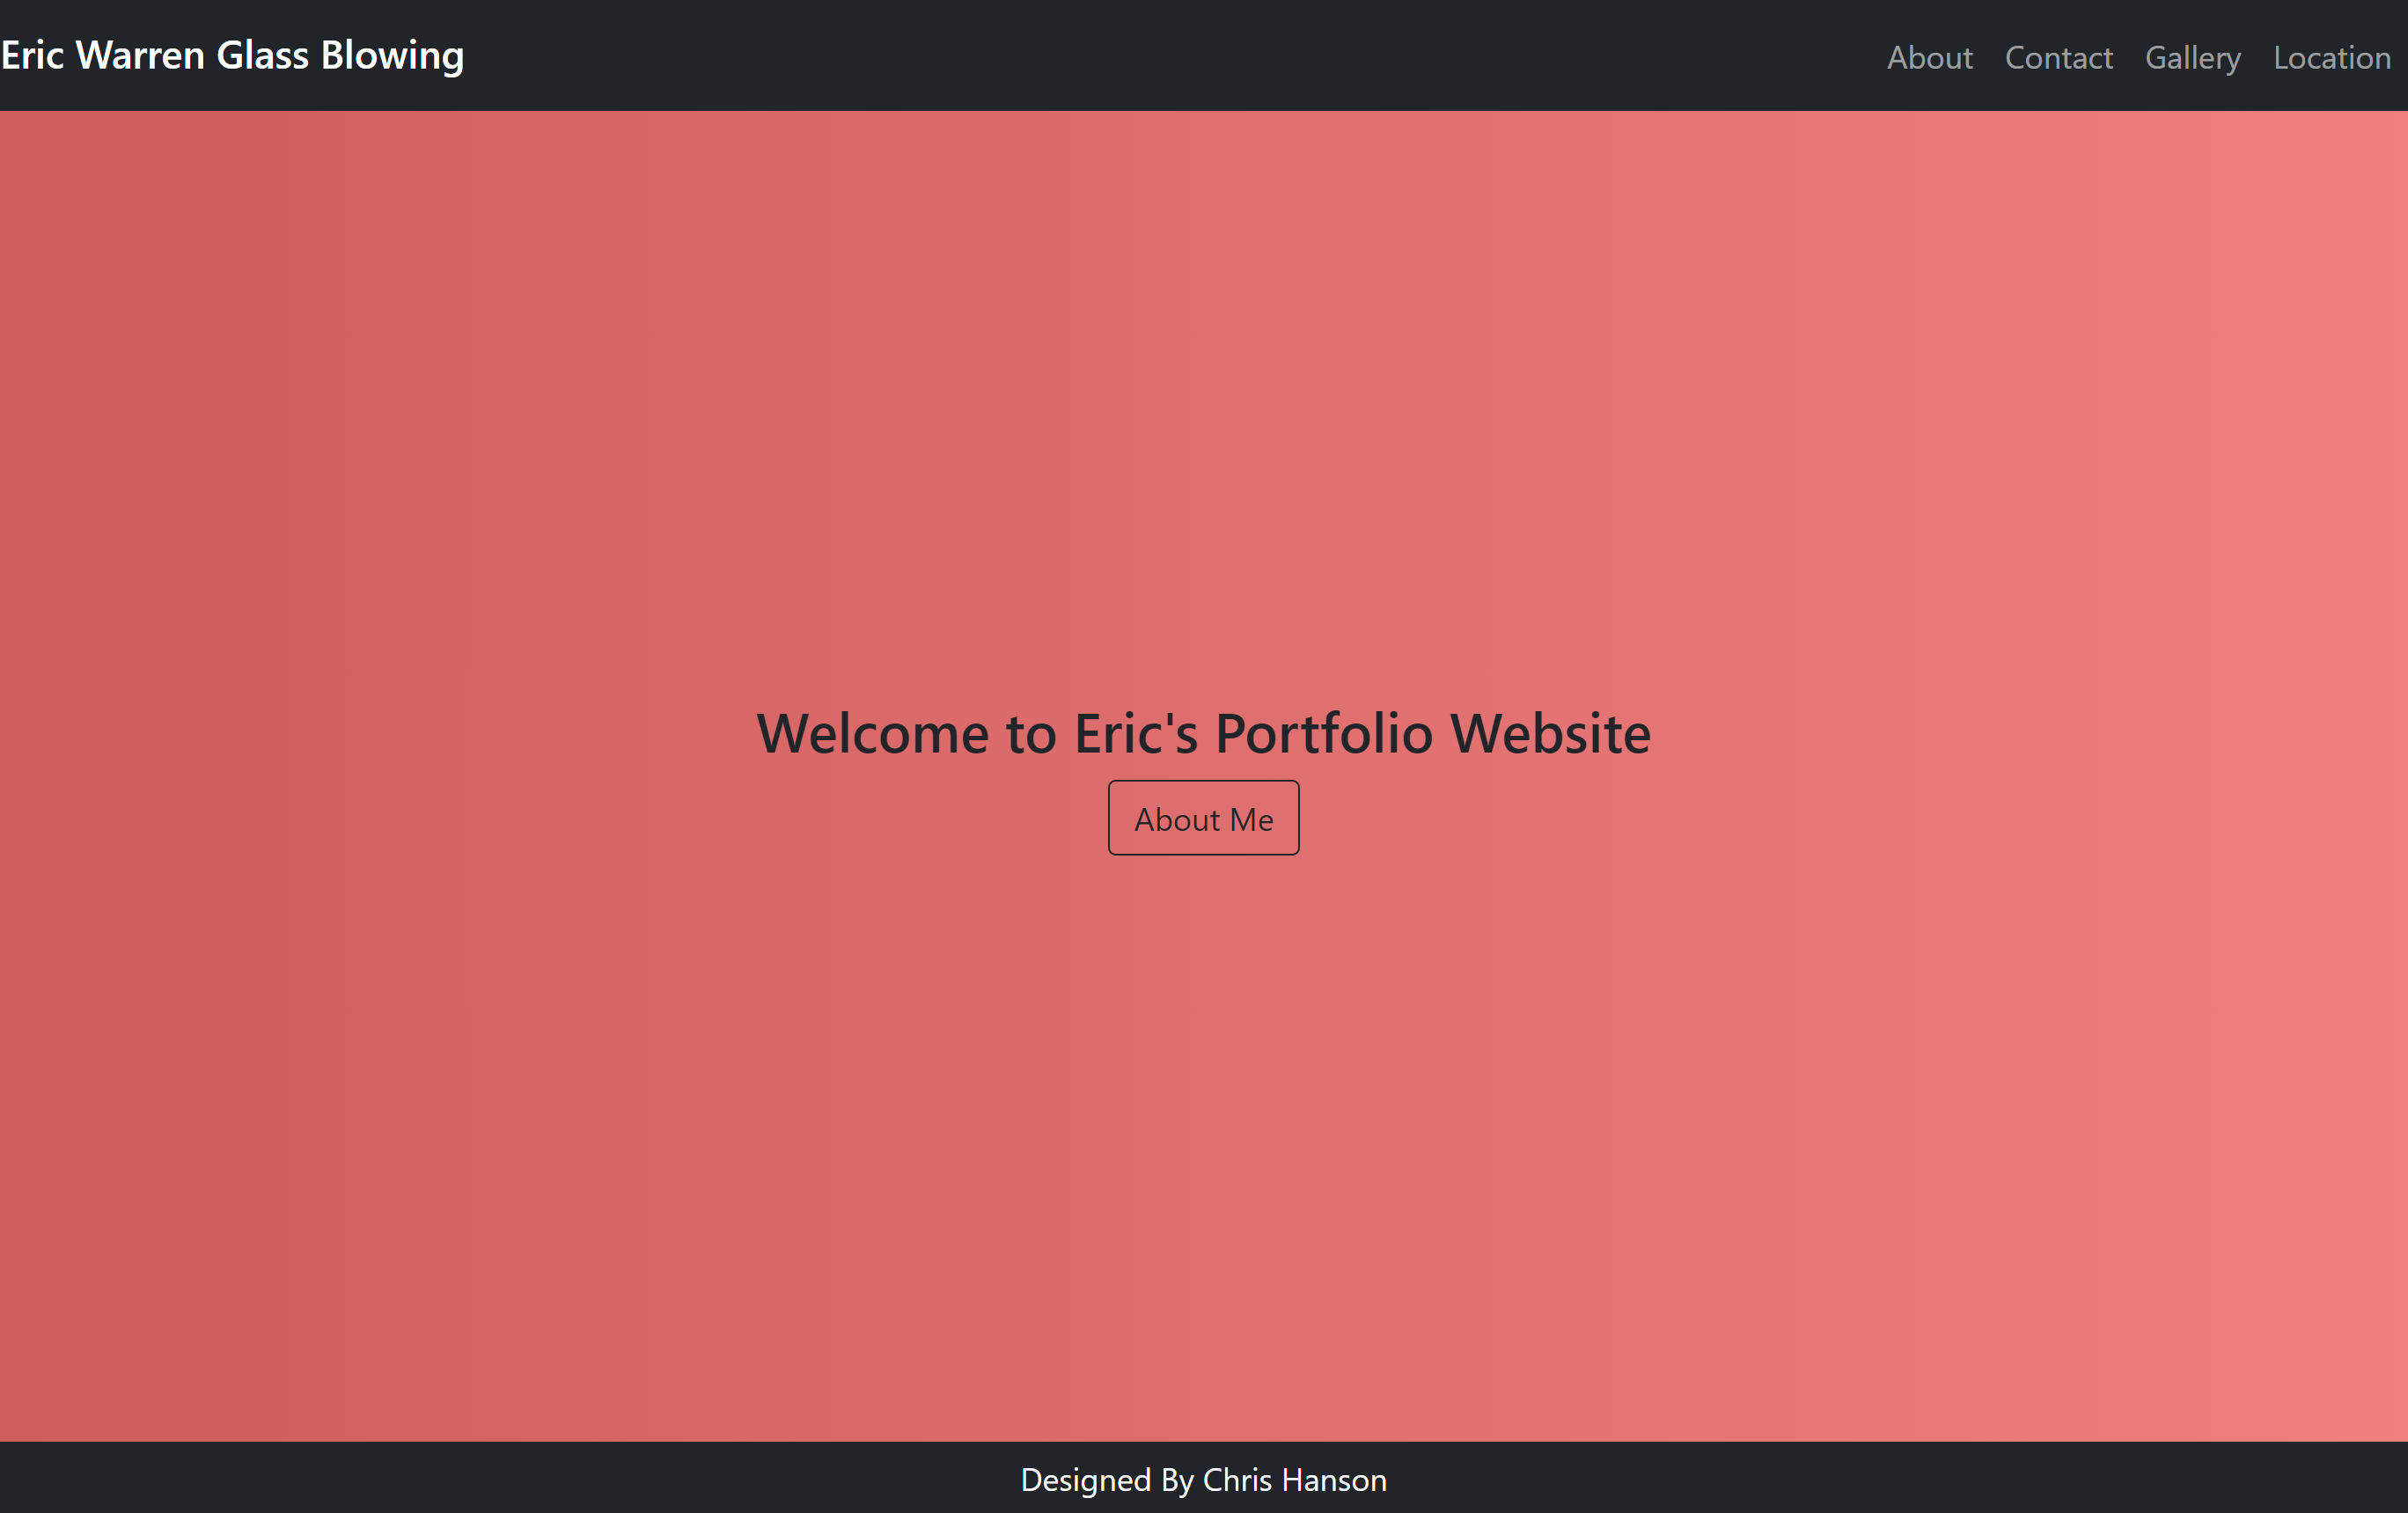 Eric Warren Glass Blowing
About Contact Gallery Location
Welcome to Eric's Portfolio Website
About Me
Designed By Chris Hanson